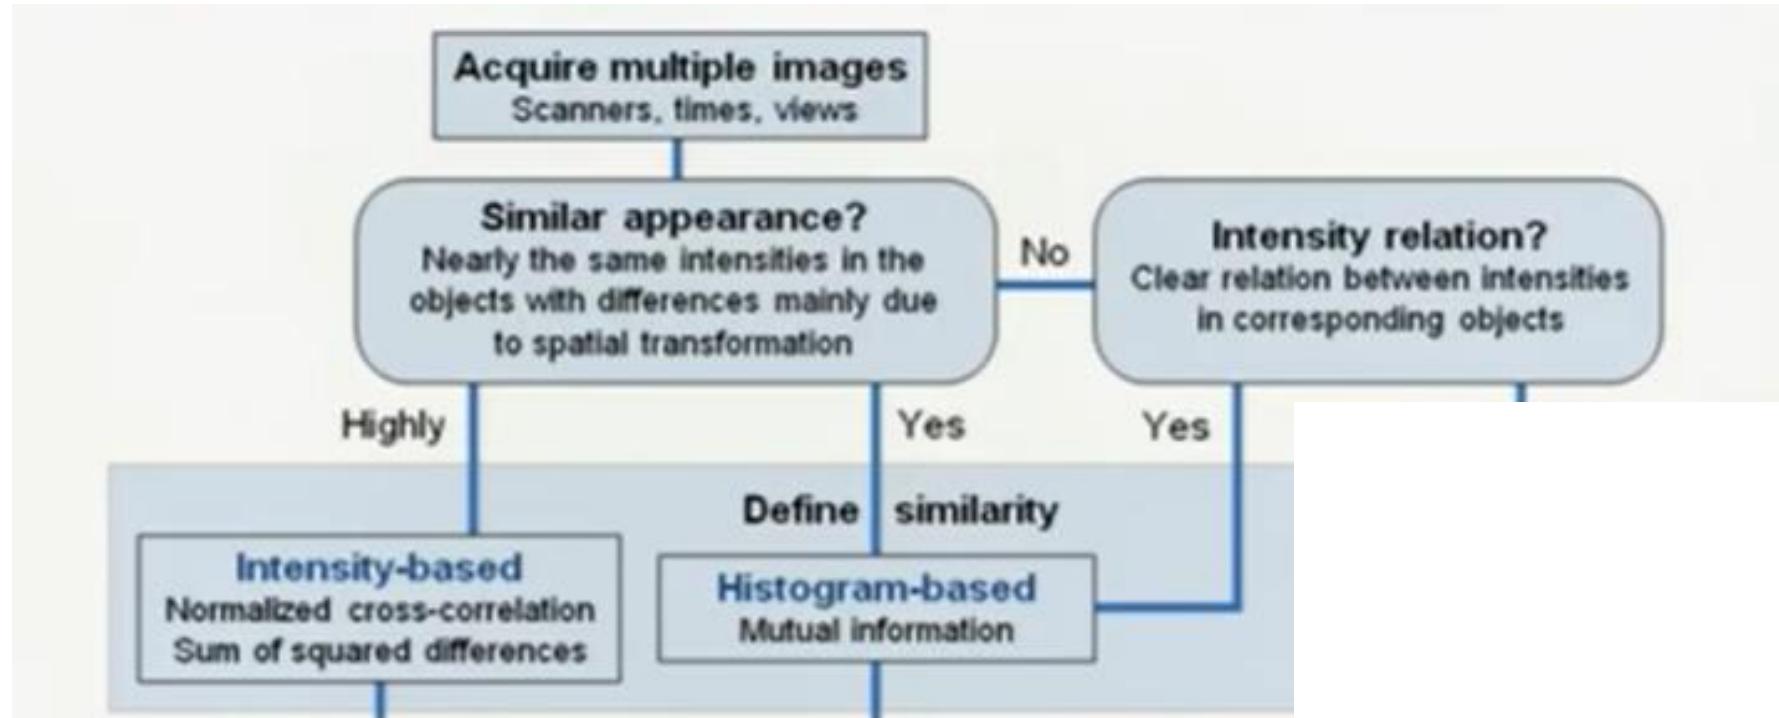 Acquire multiple images
Scanners, times, views
Similar appearance?
Nearly the same intensities in the
objects with differences mainly due
to spatial transformation
No
Intensity relation?
Clear relation between intensities
in corresponding objects
Highly
Yes
Yes
Define similarity
Intensity-based
Normalized cross-correlation
Sum of squared differences
Histogram-based
Mutual information